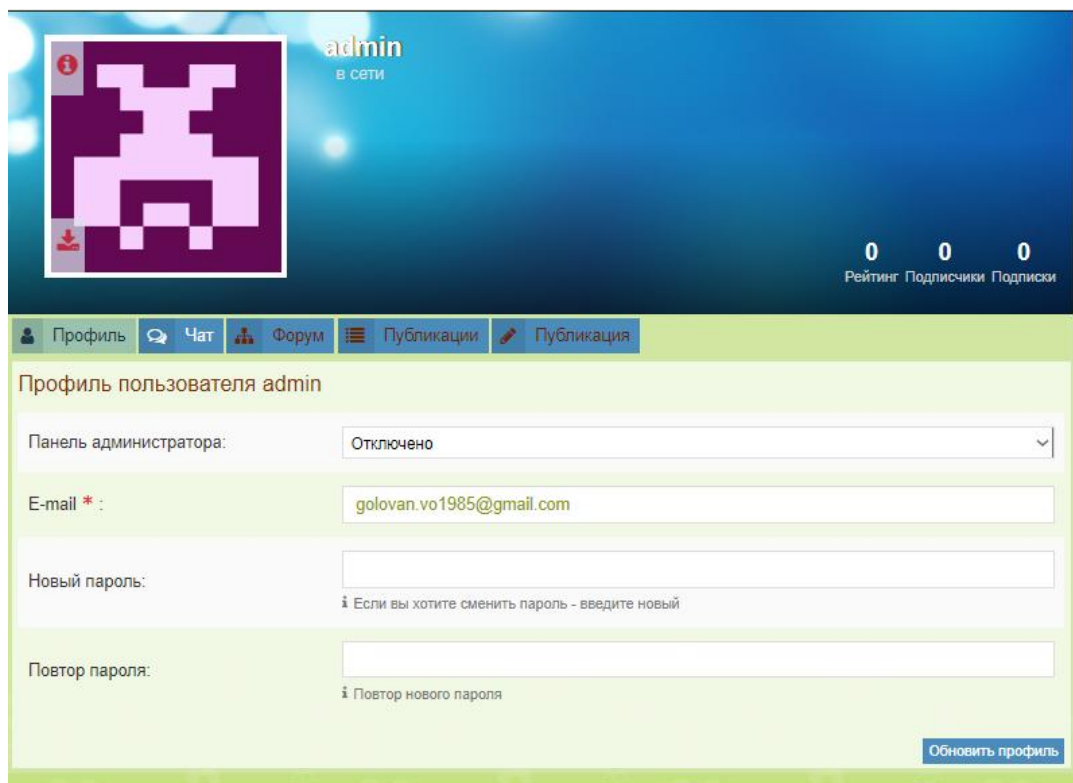 admin
в сети
0 0 0
Рейтинг Подписчики Подписки
Профиль Чат Форум Публикации Публикация
Профиль пользователя admin
Панель администратора: Отключено
E-mail * : golovan.vo1985@gmail.com
Новый пароль:
Если вы хотите сменить пароль - введите новый
Повтор пароля:
Повтор нового пароля
Обновить профиль